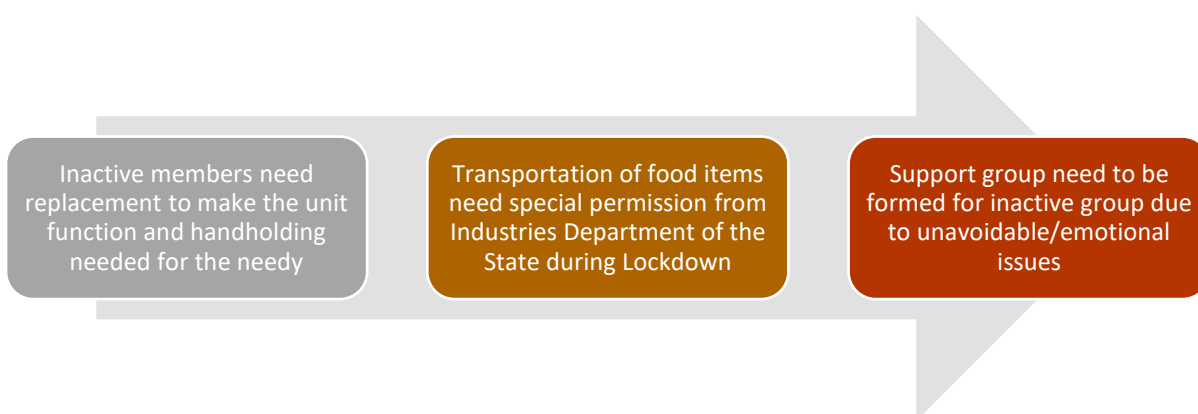 Inactive members need
replacement to make the unit
function and handholding
needed for the needy
Transportation of food items
need special permission from
Industries Department of the
State during Lockdown
Support group need to be
formed for inactive group due
to unavoidable/emotional
issues